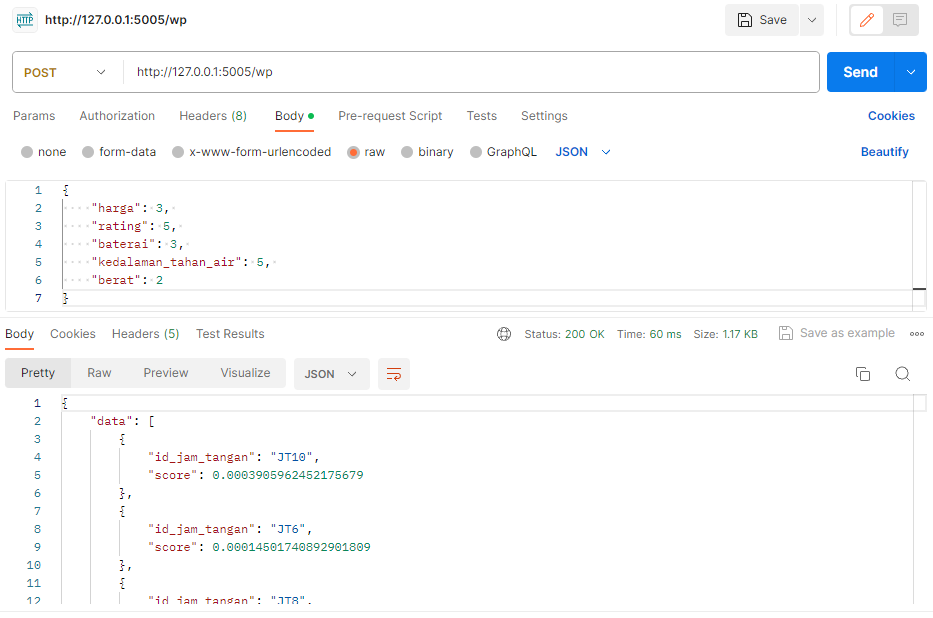 HTTP http://127.0.0.1:5005/wp Save
POST http://127.0.0.1:5005/wp Send
Params Authorization Headers (8) Body Pre-request Script Tests Settings Cookies
none form-data x-www-form-urlencoded raw binary GraphQL JSON Beautify
1 {
2 ····"harga":·3,·
3 ····"rating":·5,·
4 ····"baterai":·3,·
5 ····"kedalaman_tahan_air":·5,·
6 ····"berat":·2
7 }
Body Cookies Headers (5) Test Results Status: 200 OK Time: 60 ms Size: 1.17 KB Save as example
Pretty Raw Preview Visualize JSON
1 {
2 "data": [
3 {
4 "id_jam_tangan": "JT10",
5 "score": 0.0003905962452175679
6 },
7 {
8 "id_jam_tangan": "JT6",
9 "score": 0.00014501740892901809
10 },
11 {
12 "id_jam_tangan": "JT8",